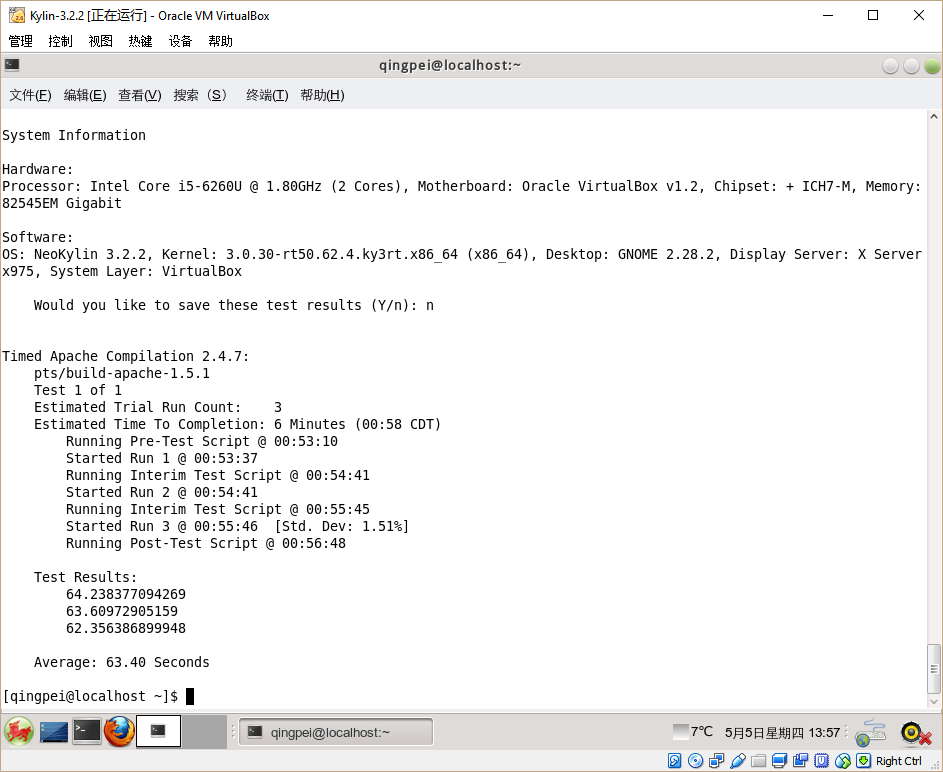 Kylin-3.2.2 [正在运行] - Oracle VM VirtualBox
管理 控制 视图 热键 设备 帮助
qingpei@localhost:~
文件(F) 编辑(E) 查看(V) 搜索（S） 终端(T) 帮助(H)
System Information
Hardware:
Processor: Intel Core i5-6260U @ 1.80GHz (2 Cores), Motherboard: Oracle VirtualBox v1.2, Chipset: + ICH7-M, Memory:
82545EM Gigabit
Software:
OS: NeoKylin 3.2.2, Kernel: 3.0.30-rt50.62.4.ky3rt.x86_64 (x86_64), Desktop: GNOME 2.28.2, Display Server: X Server
x975, System Layer: VirtualBox
Would you like to save these test results (Y/n): n
Timed Apache Compilation 2.4.7:
pts/build-apache-1.5.1
Test 1 of 1
Estimated Trial Run Count: 3
Estimated Time To Completion: 6 Minutes (00:58 CDT)
Running Pre-Test Script @ 00:53:10
Started Run 1 @ 00:53:37
Running Interim Test Script @ 00:54:41
Started Run 2 @ 00:54:41
Running Interim Test Script @ 00:55:45
Started Run 3 @ 00:55:46 [Std. Dev: 1.51%]
Running Post-Test Script @ 00:56:48
Test Results:
64.238377094269
63.60972905159
62.356386899948
Average: 63.40 Seconds
[qingpei@localhost ~]$
qingpei@localhost:~ 7℃ 5月5日星期四 13:57
Right Ctrl